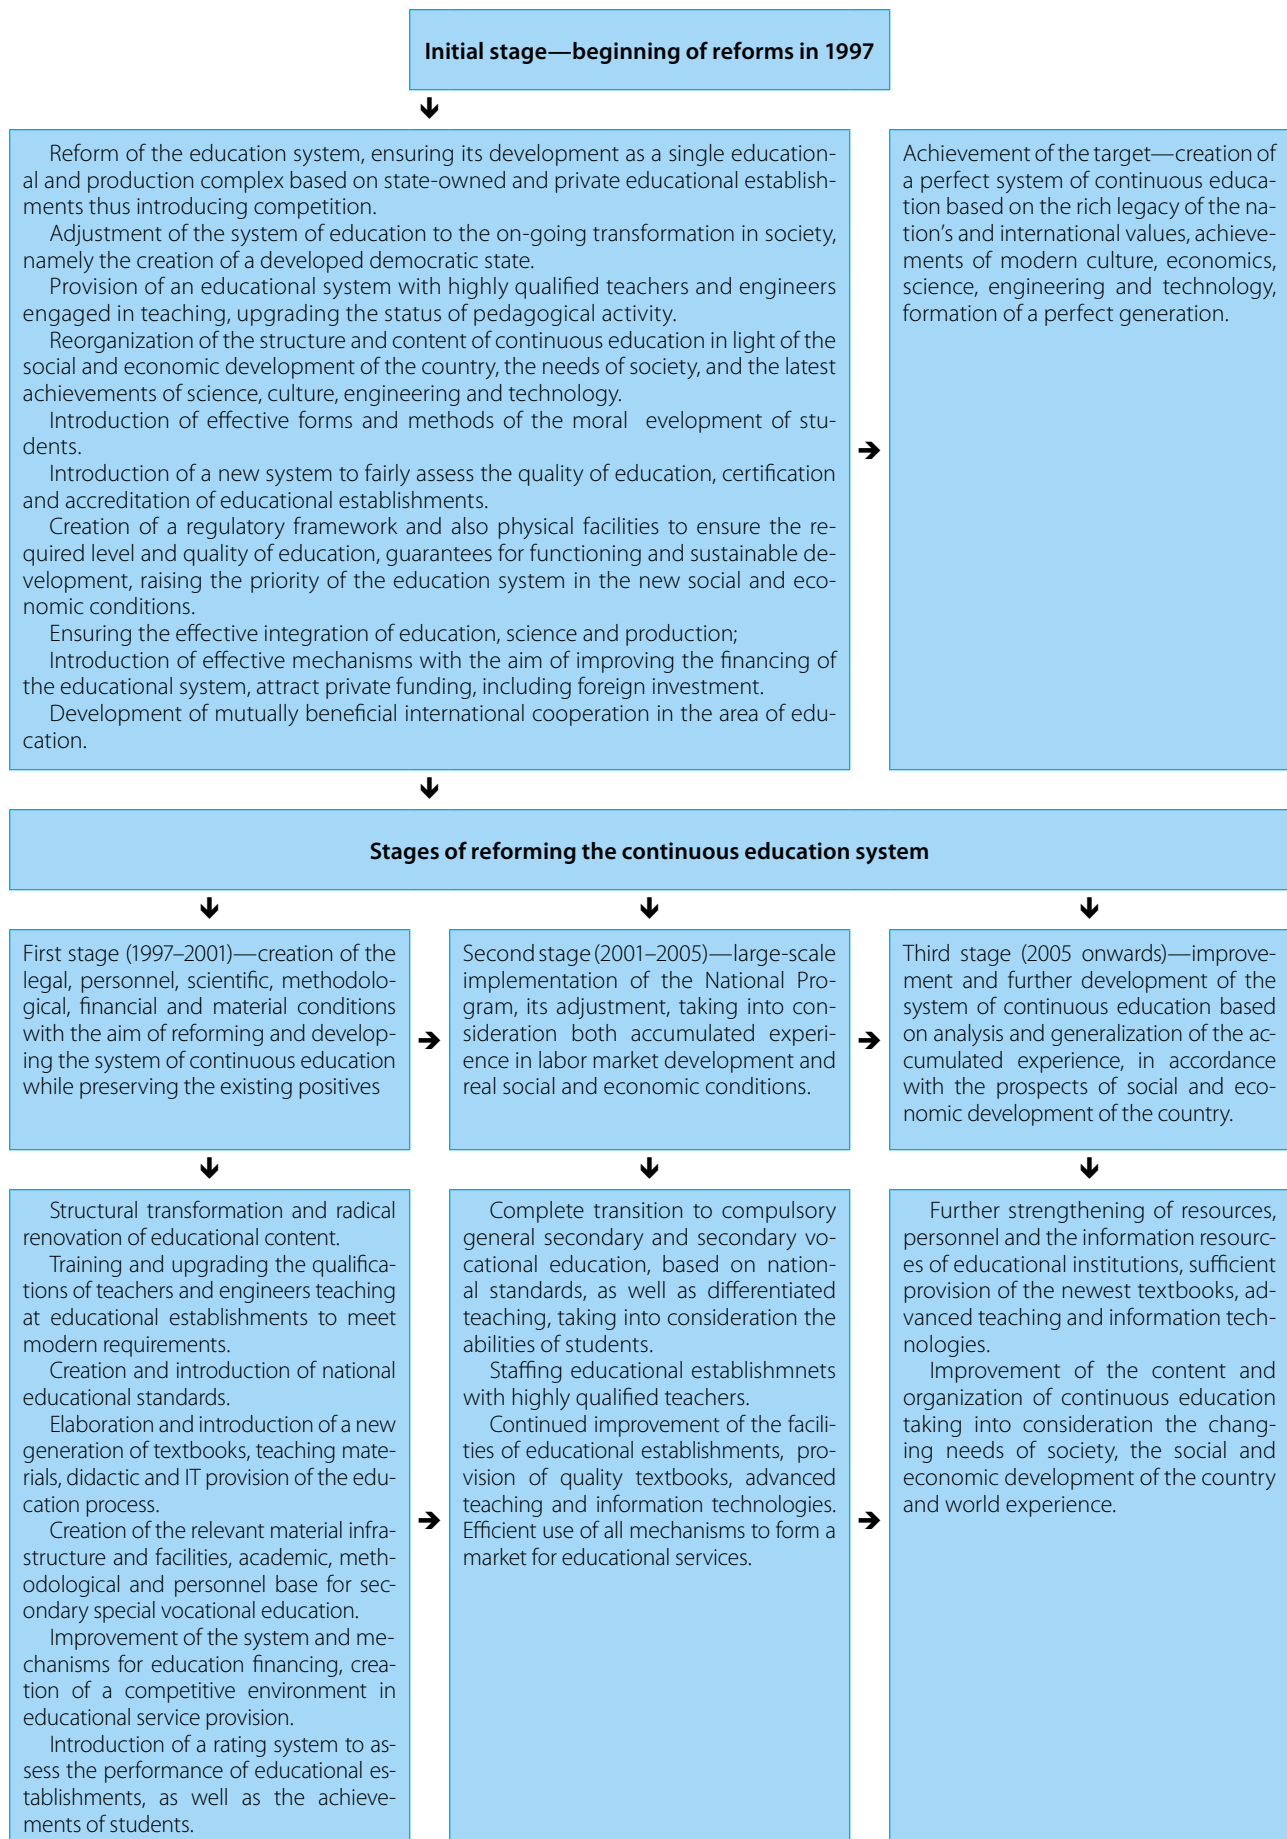 Initial stage—beginning of reforms in 1997
Reform of the education system, ensuring its development as a single education-
al and production complex based on state-owned and private educational establish-
ments thus introducing competition.
Adjustment of the system of education to the on-going transformation in society,
namely the creation of a developed democratic state.
Provision of an educational system with highly qualified teachers and engineers
engaged in teaching, upgrading the status of pedagogical activity.
Reorganization of the structure and content of continuous education in light of the
social and economic development of the country, the needs of society, and the latest
achievements of science, culture, engineering and technology.
Introduction of effective forms and methods of the moral evelopment of stu-
dents.
Introduction of a new system to fairly assess the quality of education, certification
and accreditation of educational establishments.
Creation of a regulatory framework and also physical facilities to ensure the re-
quired level and quality of education, guarantees for functioning and sustainable de-
velopment, raising the priority of the education system in the new social and eco-
nomic conditions.
Ensuring the effective integration of education, science and production;
Introduction of effective mechanisms with the aim of improving the financing of
the educational system, attract private funding, including foreign investment.
Development of mutually beneficial international cooperation in the area of edu-
cation.
Achievement of the target—creation of
a perfect system of continuous educa-
tion based on the rich legacy of the na-
tion's and international values, achieve-
ments of modern culture, economics,
science, engineering and technology,
formation of a perfect generation.
Stages of reforming the continuous education system
First stage (1997–2001)—creation of the
legal, personnel, scientific, methodolo-
gical, financial and material conditions
with the aim of reforming and develop-
ing the system of continuous education
while preserving the existing positives
Second stage (2001–2005)—large-scale
implementation of the National Pro-
gram, its adjustment, taking into con-
sideration both accumulated experi-
ence in labor market development and
real social and economic conditions.
Third stage (2005 onwards)—improve-
ment and further development of the
system of continuous education based
on analysis and generalization of the ac-
cumulated experience, in accordance
with the prospects of social and eco-
nomic development of the country.
Structural transformation and radical
renovation of educational content.
Training and upgrading the qualifica-
tions of teachers and engineers teaching
at educational establishments to meet
modern requirements.
Creation and introduction of national
educational standards.
Elaboration and introduction of a new
generation of textbooks, teaching mate-
rials, didactic and IT provision of the edu-
cation process.
Creation of the relevant material infra-
structure and facilities, academic, meth-
odological and personnel base for sec-
ondary special vocational education.
Improvement of the system and me-
chanisms for education financing, crea-
tion of a competitive environment in
educational service provision.
Introduction of a rating system to as-
sess the performance of educational es-
tablishments, as well as the achieve-
ments of students.
Complete transition to compulsory
general secondary and secondary vo-
cational education, based on nation-
al standards, as well as differentiated
teaching, taking into consideration the
abilities of students.
Staffing educational establishmnets
with highly qualified teachers.
Continued improvement of the facili-
ties of educational establishments, pro-
vision of quality textbooks, advanced
teaching and information technologies.
Efficient use of all mechanisms to form a
market for educational services.
Further strengthening of resources,
personnel and the information resourc-
es of educational institutions, sufficient
provision of the newest textbooks, ad-
vanced teaching and information tech-
nologies.
Improvement of the content and
organization of continuous education
taking into consideration the chang-
ing needs of society, the social and
economic development of the country
and world experience.